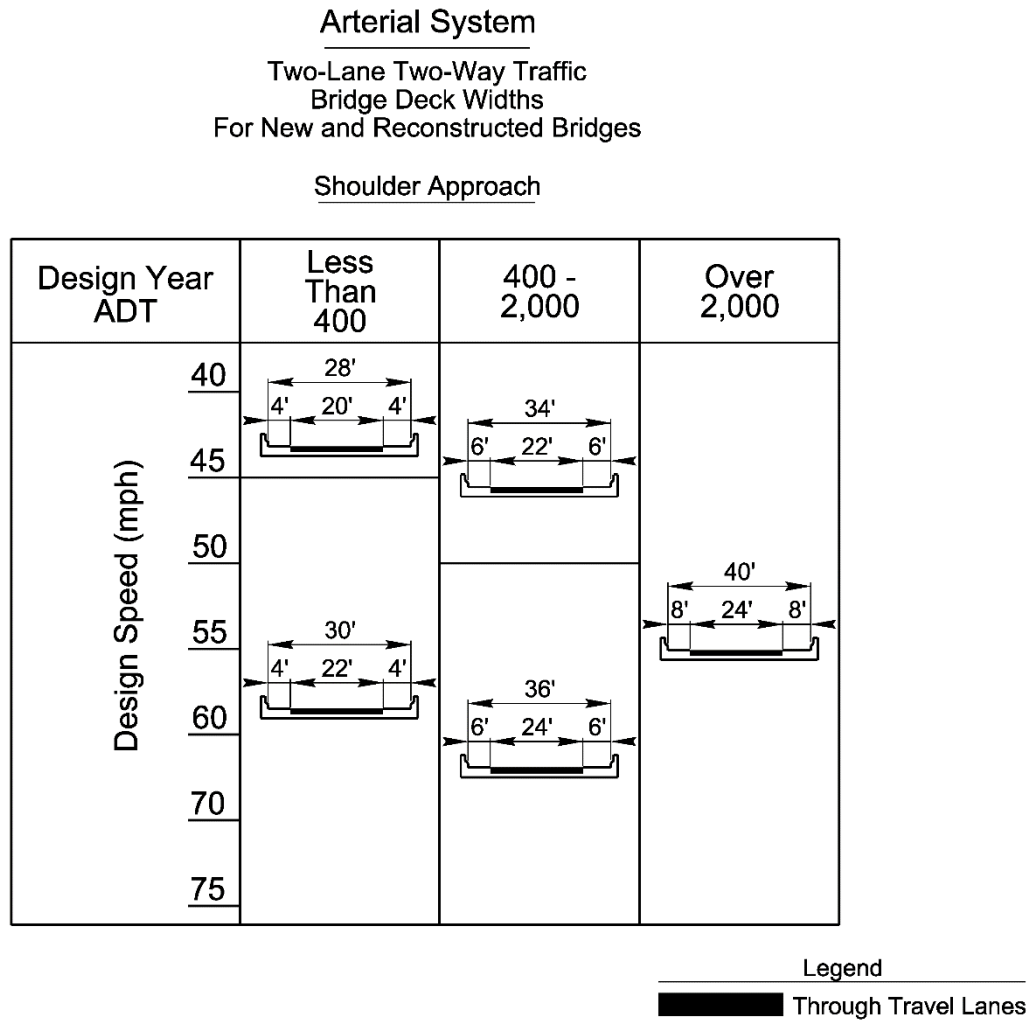 Arterial System
Two-Lane Two-Way Traffic
Bridge Deck Widths
For New and Reconstructed Bridges
Shoulder Approach
Design Year
ADT
Less
Than
400
400 -
2,000
Over
2,000
Design Speed (mph)
40
45
50
55
60
70
75
28'
4' 20' 4'
30'
4' 22' 4'
34'
6' 22' 6'
36'
6' 24' 6'
40'
8' 24' 8'
Legend
Through Travel Lanes